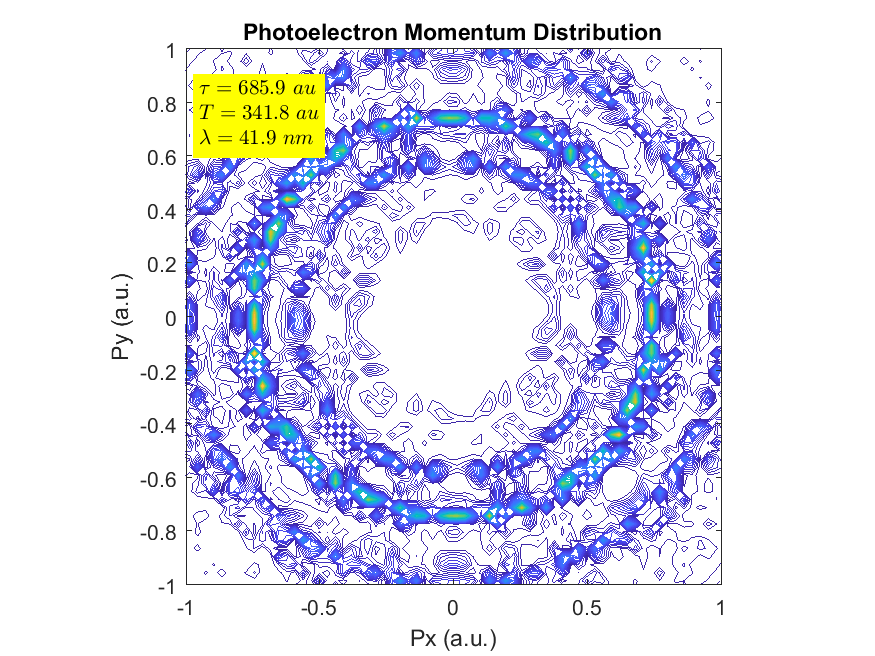 Photoelectron Momentum Distribution
τ = 685.9 au
T = 341.8 au
λ = 41.9 nm
1
0.8
0.6
0.4
0.2
0
-0.2
-0.4
-0.6
-0.8
-1
Py (a.u.)
-1
-0.5
0
0.5
1
Px (a.u.)